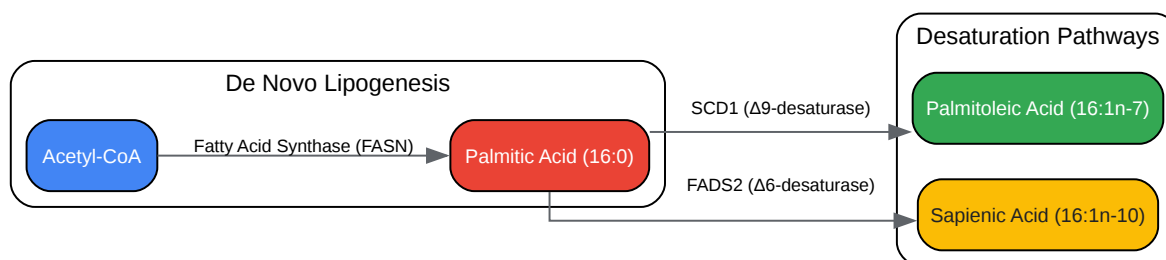 Desaturation Pathways
De Novo Lipogenesis
SCD1 (Δ9-desaturase)
Palmitoleic Acid (16:1n-7)
Acetyl-CoA
Fatty Acid Synthase (FASN)
Palmitic Acid (16:0)
FADS2 (Δ6-desaturase)
Sapienic Acid (16:1n-10)